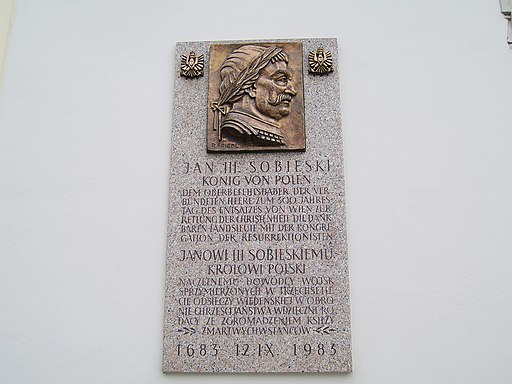 JAN III. SOBIESKI
KÖNIG VON POLEN
DEM OBERBEFEHLSHABER DER VER
BÜNDETEN HEERE ZUM 300. JAHRES
TAG DES ENTSATZES VON WIEN ZUR
RETTUNG DER CHRISTENHEIT DIE DANK
BAREN LANDSLEUTE MIT DER KONGRE
GATION DER RESURREKTIONISTEN
JANOWI III SOBIESKIEMU
KRÓLOWI POLSKI
NACZELNEMU DOWÓDCY WOJSK
SPRZYMIERZONYCH W TRZECHSETLE
CIE ODSIECZY WIEDEŃSKIEJ W OBRO
NIE CHRZEŚCIJAŃSTWA WDZIĘCZNI RO
DACY ZE ZGROMADZENIEM KSIĘŻY
ZMARTWYCHWSTAŃCÓW
1683 12.IX. 1983